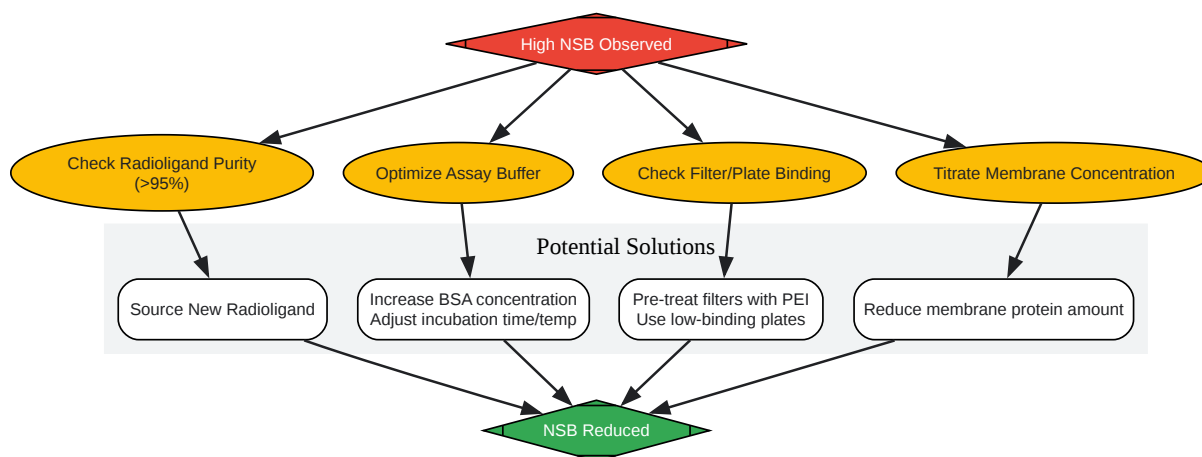 High NSB Observed
Check Radioligand Purity
(>95%)
Optimize Assay Buffer
Check Filter/Plate Binding
Titrate Membrane Concentration
Potential Solutions
Source New Radioligand
Increase BSA concentration
Adjust incubation time/temp
Pre-treat filters with PEI
Use low-binding plates
Reduce membrane protein amount
NSB Reduced